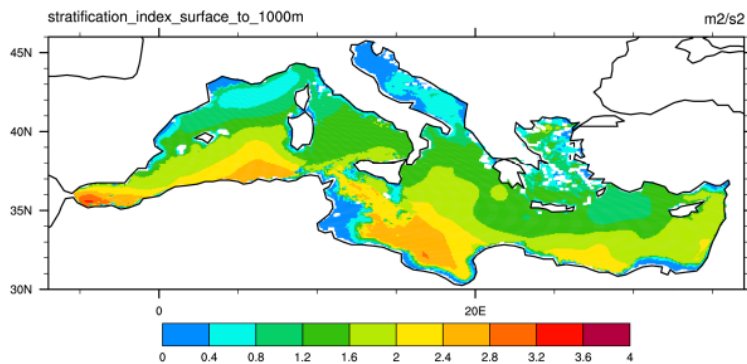 stratification_index_surface_to_1000m m2/s2
45N
40N
35N
30N
0 20E
0 0.4 0.8 1.2 1.6 2 2.4 2.8 3.2 3.6 4